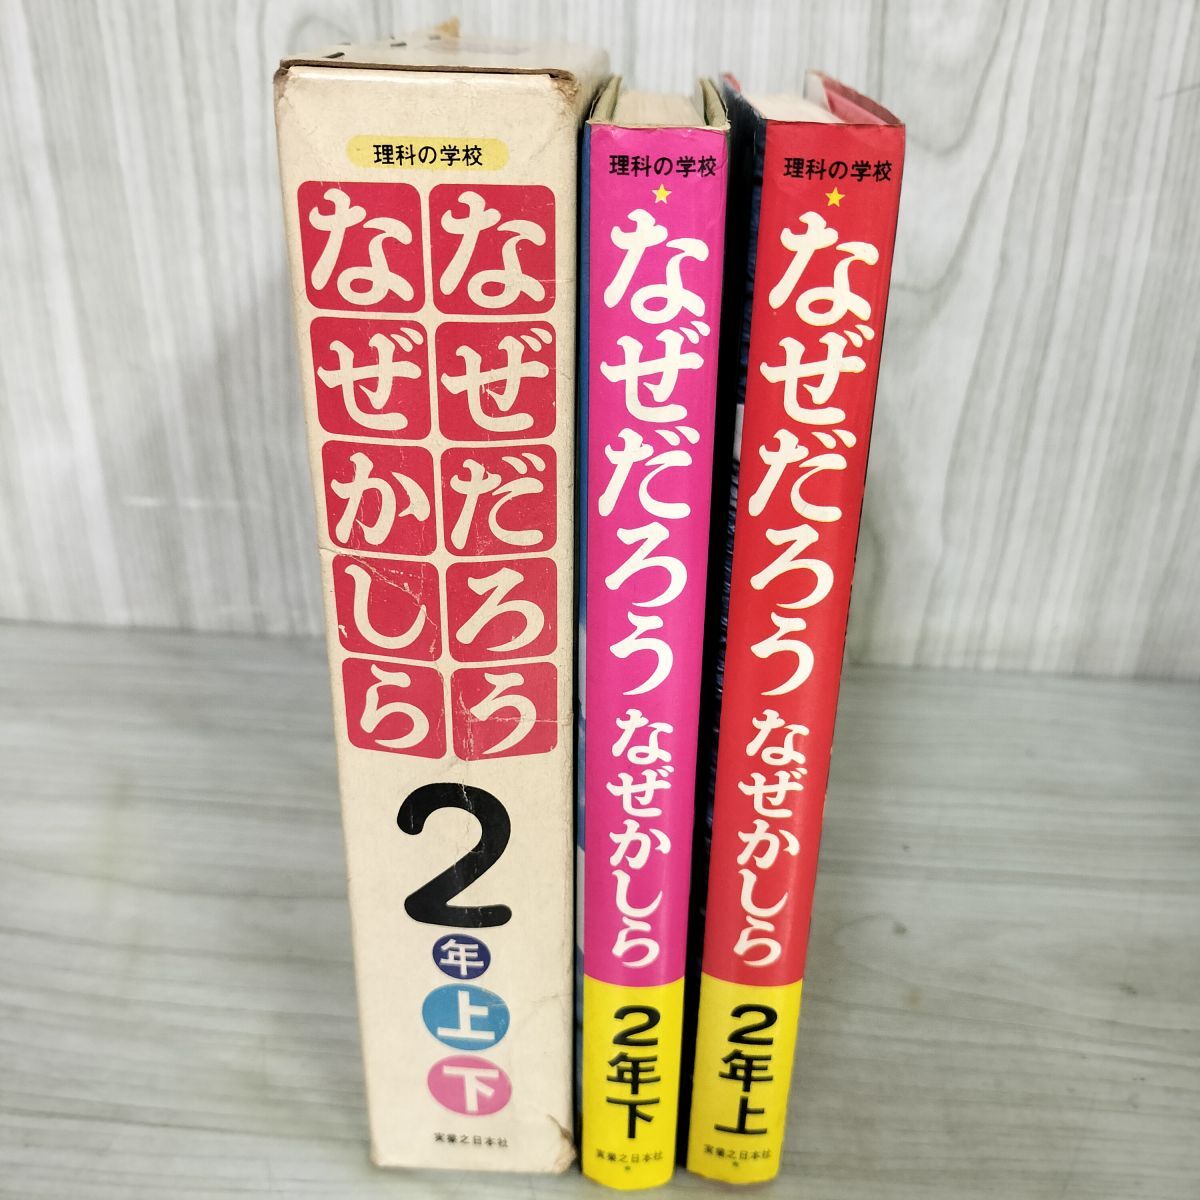 理科の学校
なぜだろう
なぜかしら
2年上下
実業之日本社
理科の学校
なぜだろう なぜかしら
2年下
実業之日本社
理科の学校
なぜだろう なぜかしら
2年上
実業之日本社